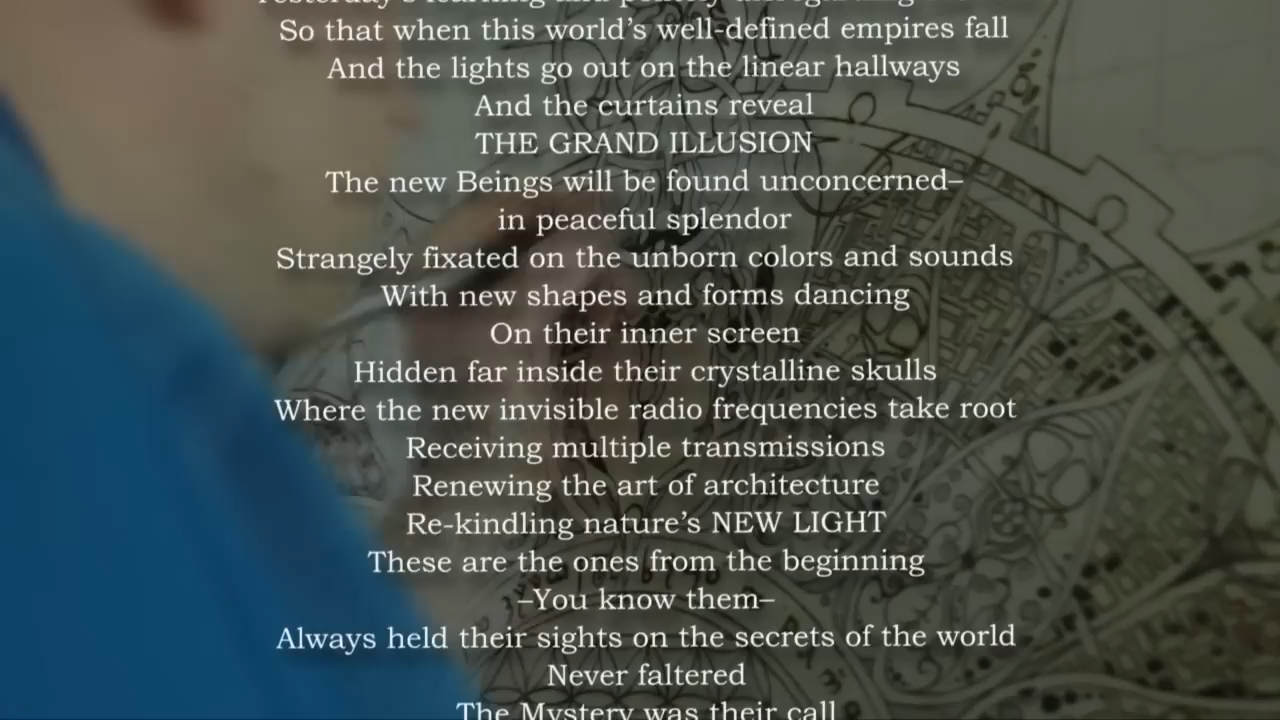 So that when this world's well-defined empires fall
And the lights go out on the linear hallways
And the curtains reveal
THE GRAND ILLUSION
The new Beings will be found unconcerned–
in peaceful splendor
Strangely fixated on the unborn colors and sounds
With new shapes and forms dancing
On their inner screen
Hidden far inside their crystalline skulls
Where the new invisible radio frequencies take root
Receiving multiple transmissions
Renewing the art of architecture
Re-kindling nature's NEW LIGHT
These are the ones from the beginning
–You know them–
Always held their sights on the secrets of the world
Never faltered
The Mystery was their call